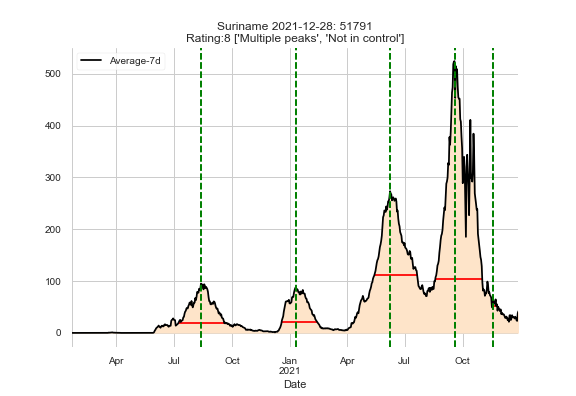 Suriname 2021-12-28: 51791
Rating:8 ['Multiple peaks', 'Not in control']
Average-7d
500
400
300
200
100
0
Apr Jul Oct Jan Apr Jul Oct
2021
Date